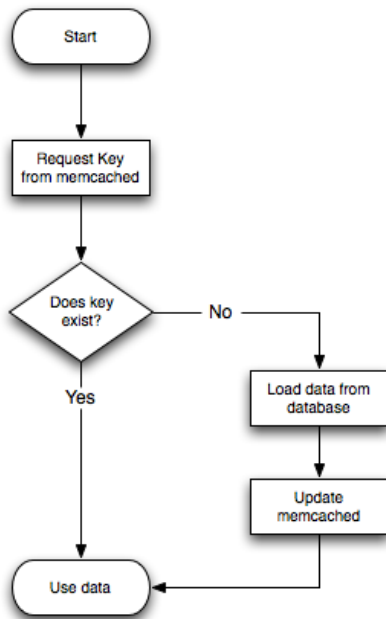 Start
Request Key
from memcached
Does key
exist?
No
Yes
Load data from
database
Update
memcached
Use data